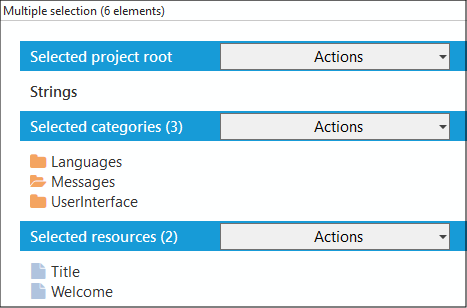 Multiple selection (6 elements)
Selected project root Actions
Strings
Selected categories (3) Actions
Languages
Messages
UserInterface
Selected resources (2) Actions
Title
Welcome